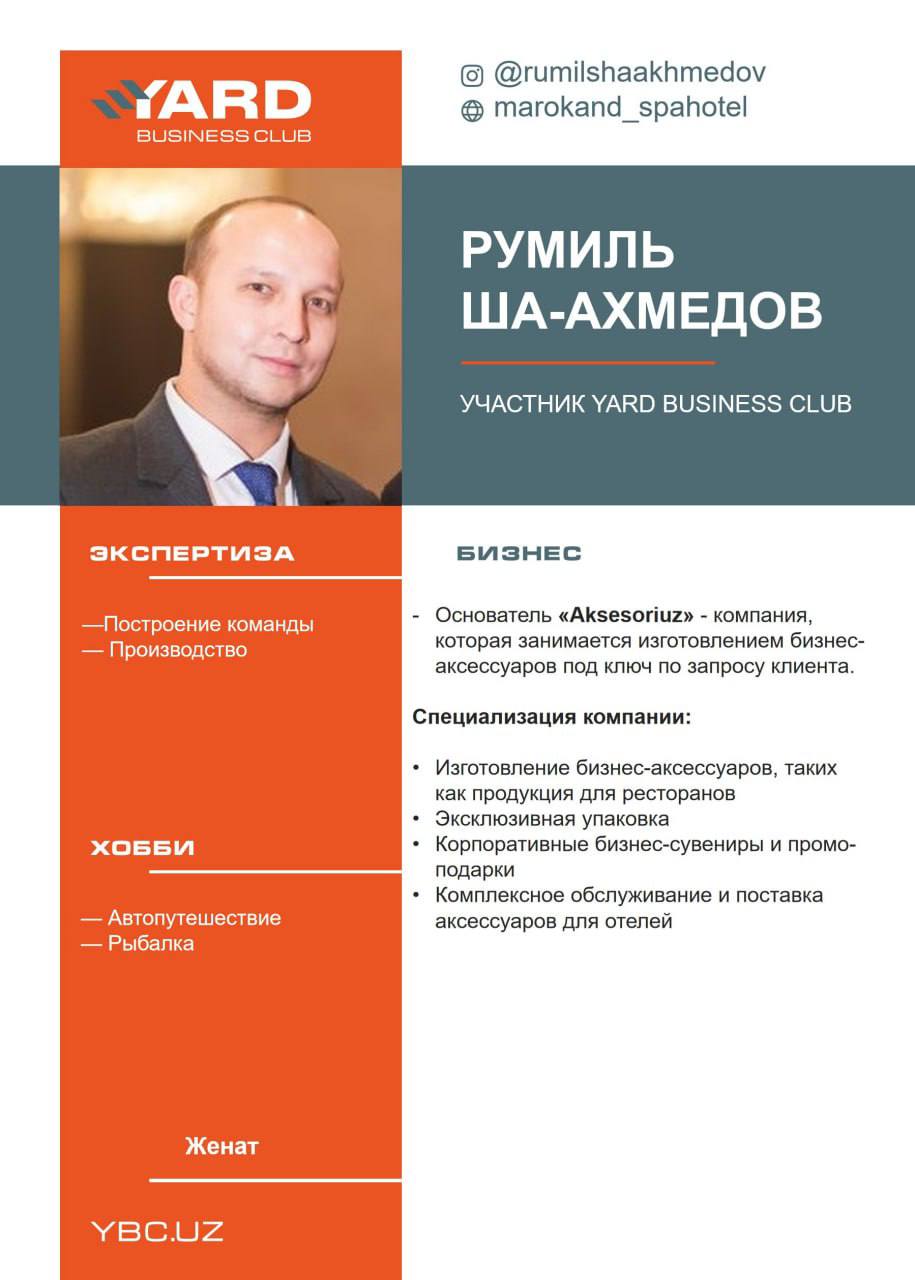 YARD
BUSINESS CLUB
@rumilshaakhmedov
marokand_spahotel
РУМИЛЬ
ША-АХМЕДОВ
УЧАСТНИК YARD BUSINESS CLUB
ЭКСПЕРТИЗА
—Построение команды
— Производство
ХОББИ
— Автопутешествие
— Рыбалка
Женат
YBC.UZ
БИЗНЕС
- Основатель «Aksesoriuz» - компания,
которая занимается изготовлением бизнес-
аксессуаров под ключ по запросу клиента.
Специализация компании:
• Изготовление бизнес-аксессуаров, таких
как продукция для ресторанов
• Эксклюзивная упаковка
• Корпоративные бизнес-сувениры и промо-
подарки
• Комплексное обслуживание и поставка
аксессуаров для отелей